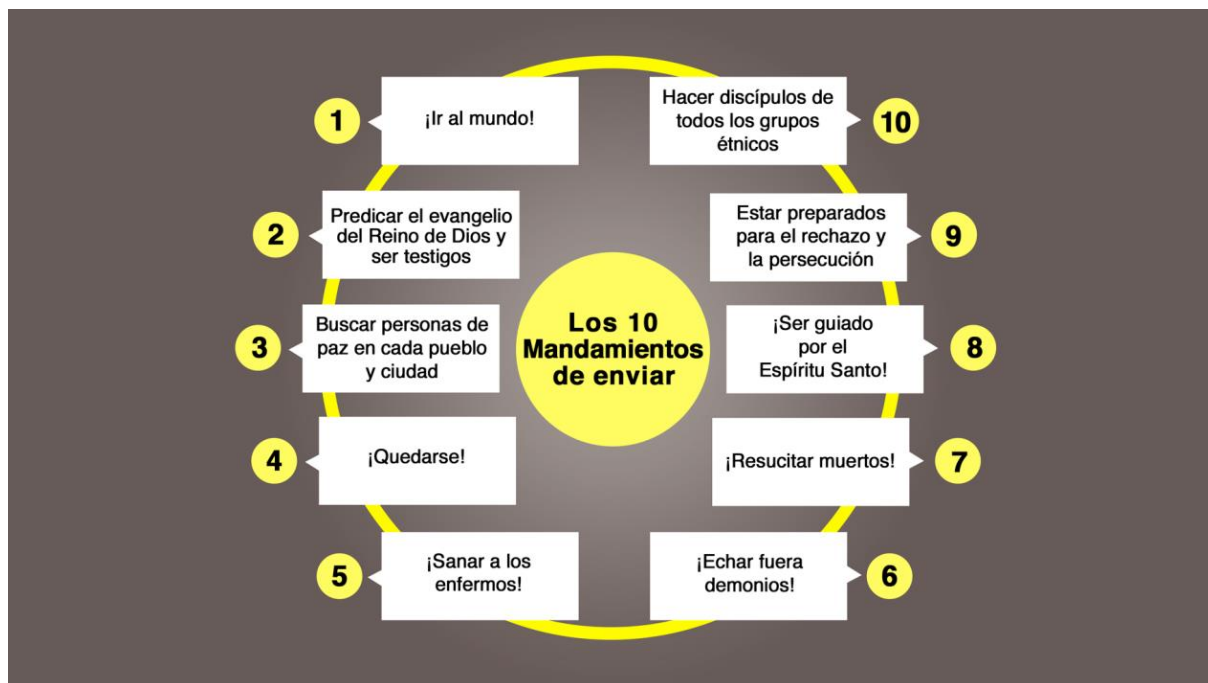 Los 10
Mandamientos
de enviar
1
¡Ir al mundo!
2
Predicar el evangelio
del Reino de Dios y
ser testigos
3
Buscar personas de
paz en cada pueblo
y ciudad
4
¡Quedarse!
5
¡Sanar a los
enfermos!
6
¡Echar fuera
demonios!
7
¡Resucitar muertos!
8
¡Ser guiado
por el
Espíritu Santo!
9
Estar preparados
para el rechazo y
la persecución
10
Hacer discípulos de
todos los grupos
étnicos